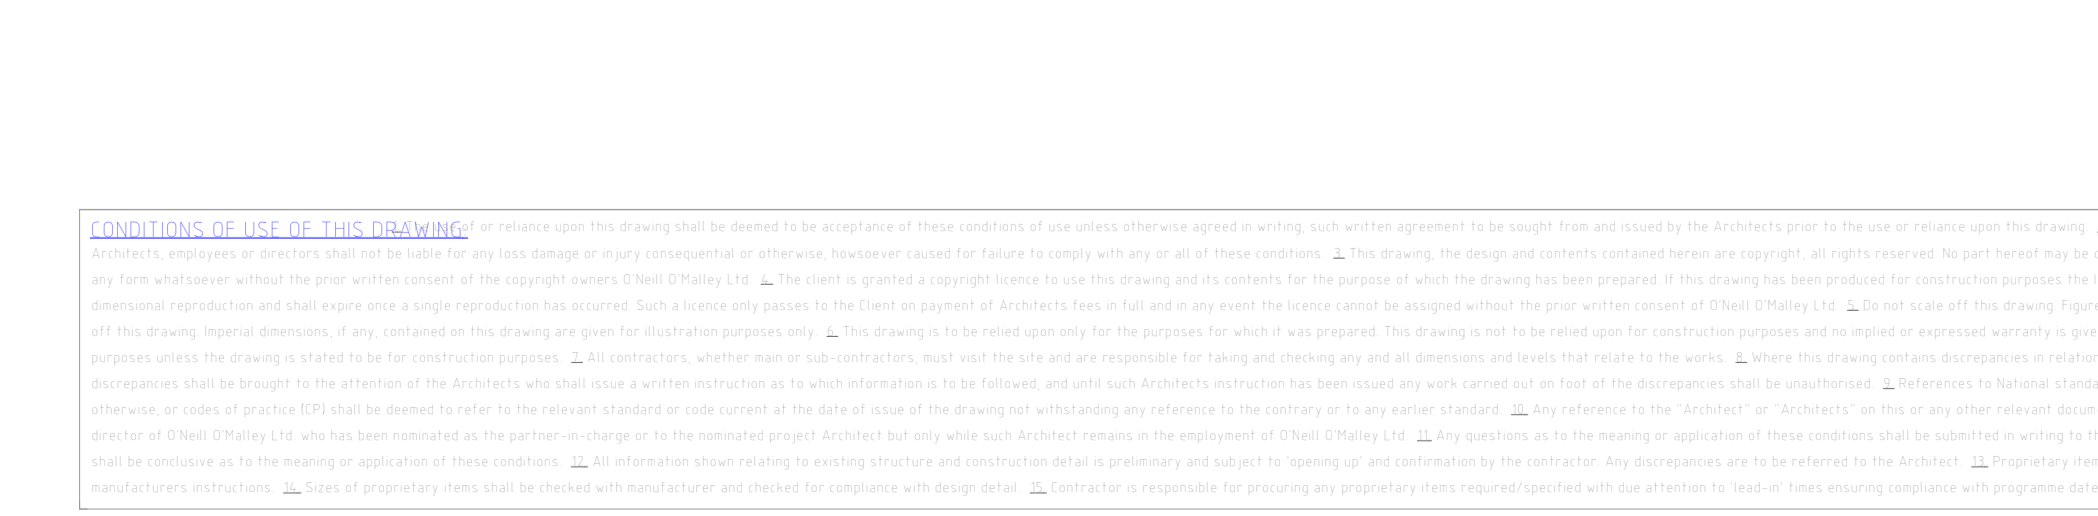 CONDITIONS OF USE OF THIS DRAWING: 1. The use of or reliance upon this drawing shall be deemed to be acceptance of these conditions of use unless otherwise agreed in writing, such written agreement to be sought from and issued by the Architects prior to the use or reliance upon this drawing.
Architects, employees or directors shall not be liable for any loss damage or injury consequential or otherwise, howsoever caused for failure to comply with any or all of these conditions. 3. This drawing, the design and contents contained herein are copyright, all rights reserved. No part hereof may be
any form whatsoever without the prior written consent of the copyright owners O'Neill O'Malley Ltd. 4. The client is granted a copyright licence to use this drawing and its contents for the purpose of which the drawing has been prepared. If this drawing has been produced for construction purposes the
dimensional reproduction and shall expire once a single reproduction has occurred. Such a licence only passes to the Client on payment of Architects fees in full and in any event the licence cannot be assigned without the prior written consent of O'Neill O'Malley Ltd. 5. Do not scale off this drawing. Figure
off this drawing. Imperial dimensions, if any, contained on this drawing are given for illustration purposes only. 6. This drawing is to be relied upon only for the purposes for which it was prepared. This drawing is not to be relied upon for construction purposes and no implied or expressed warranty is give
purposes unless the drawing is stated to be for construction purposes. 7. All contractors, whether main or sub-contractors, must visit the site and are responsible for taking and checking any and all dimensions and levels that relate to the works. 8. Where this drawing contains discrepancies in relation
discrepancies shall be brought to the attention of the Architects who shall issue a written instruction as to which information is to be followed, and until such Architects instruction has been issued any work carried out on foot of the discrepancies shall be unauthorised. 9. References to National standa
otherwise, or codes of practice (CP) shall be deemed to refer to the relevant standard or code current at the date of issue of the drawing not withstanding any reference to the contrary or to any earlier standard. 10. Any reference to the "Architect" or "Architects" on this or any other relevant docum
director of O'Neill O'Malley Ltd. who has been nominated as the partner-in-charge or to the nominated project Architect but only while such Architect remains in the employment of O'Neill O'Malley Ltd. 11. Any questions as to the meaning or application of these conditions shall be submitted in writing to th
shall be conclusive as to the meaning or application of these conditions. 12. All information shown relating to existing structure and construction detail is preliminary and subject to 'opening up' and confirmation by the contractor. Any discrepancies are to be referred to the Architect. 13. Proprietary item
manufacturers instructions. 14. Sizes of proprietary items shall be checked with manufacturer and checked for compliance with design detail. 15. Contractor is responsible for procuring any proprietary items required/specified with due attention to 'lead-in' times ensuring compliance with programme date